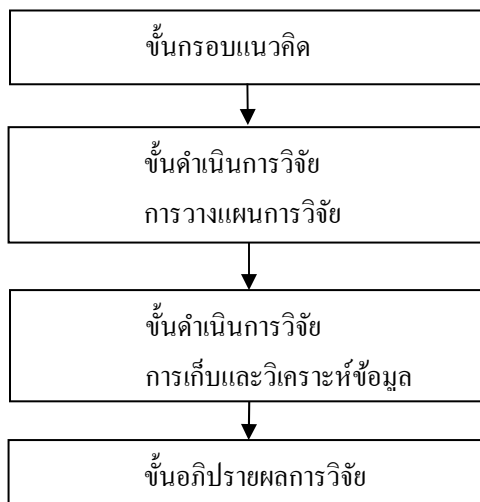 ขั้นกรอบแนวคิด
ขั้นดำเนินการวิจัย
การวางแผนการวิจัย
ขั้นดำเนินการวิจัย
การเก็บและวิเคราะห์ข้อมูล
ขั้นอภิปรายผลการวิจัย